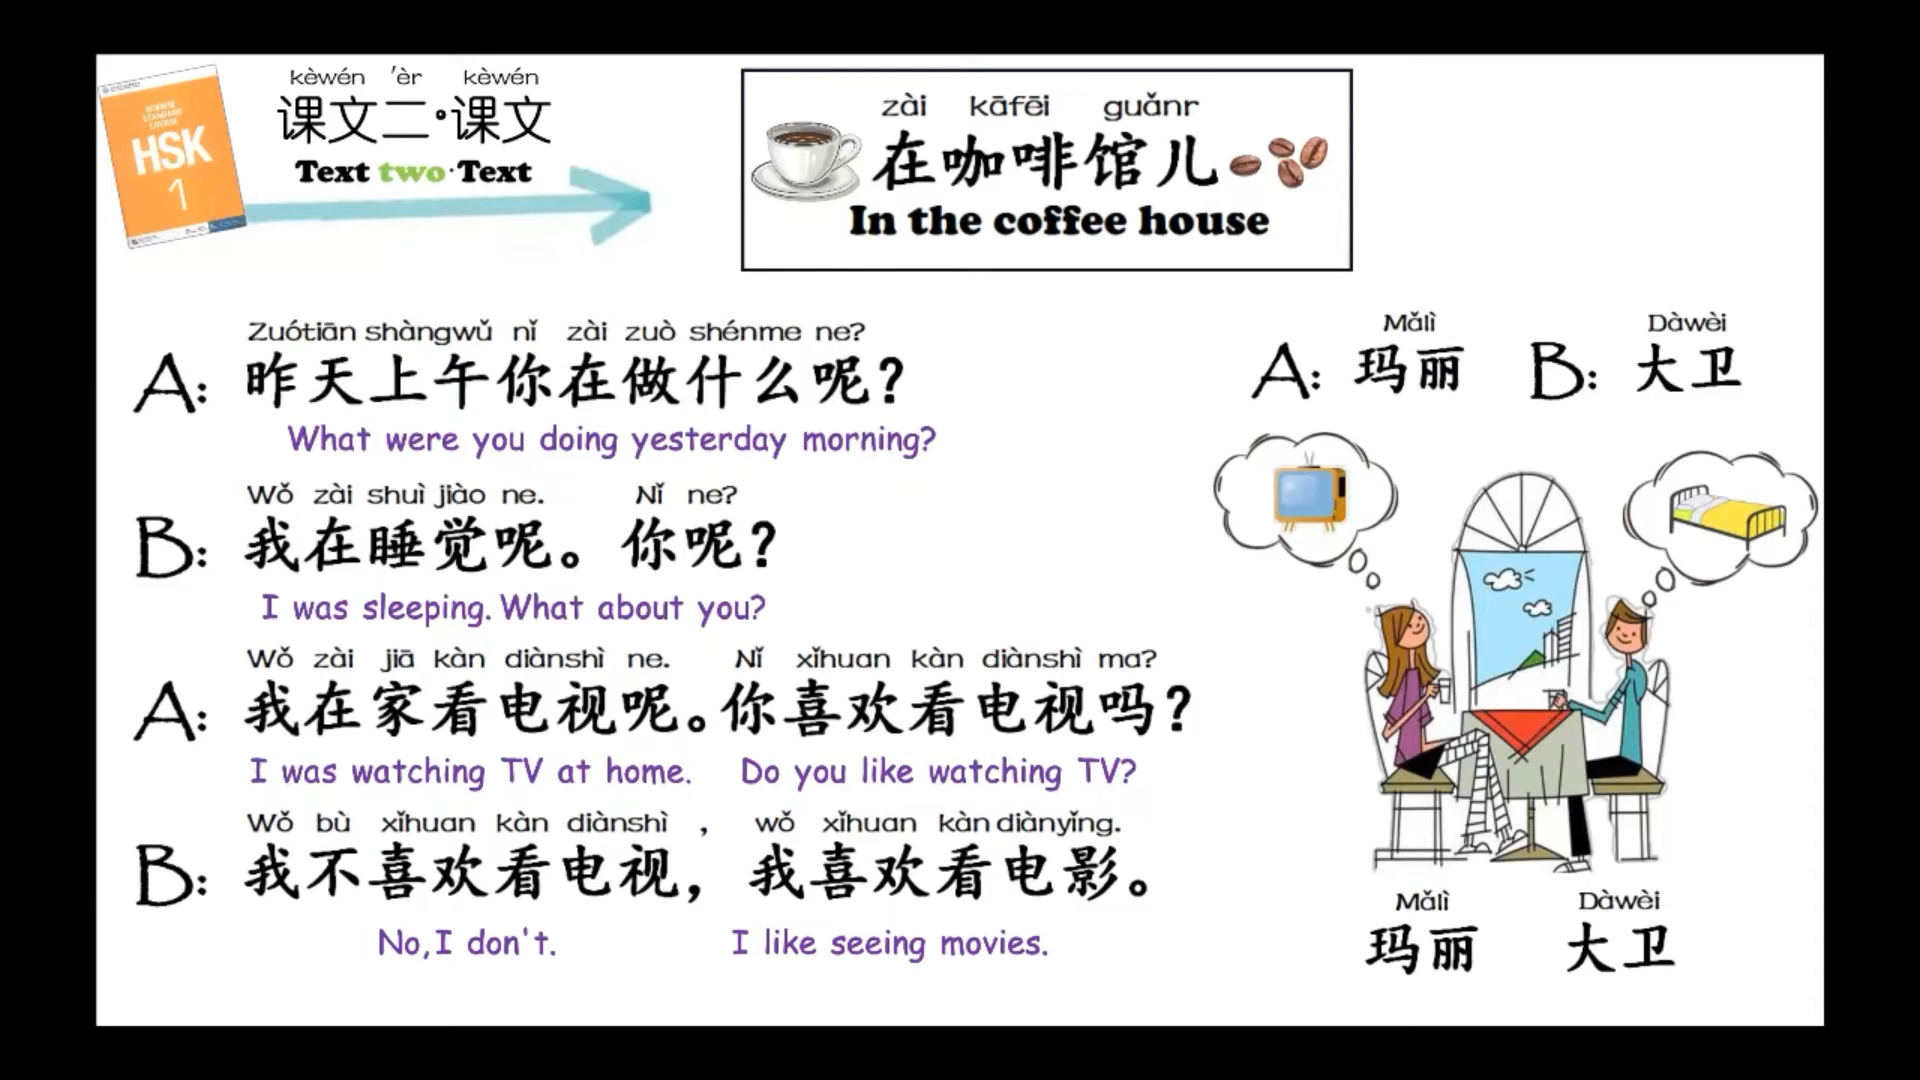 kèwén 'èr kèwén
课文二·课文
Text two·Text
STANDARD COURSE
HSK
1
zài kāfēi guǎnr
在咖啡馆儿
In the coffee house
Zuótiān shàngwǔ nǐ zài zuò shénme ne?
A: 昨天上午你在做什么呢？
What were you doing yesterday morning?
Wǒ zài shuì jiào ne. Nǐ ne?
B: 我在睡觉呢。你呢？
I was sleeping. What about you?
Wǒ zài jiā kàn diànshì ne. Nǐ xǐhuan kàn diànshì ma?
A: 我在家看电视呢。你喜欢看电视吗？
I was watching TV at home. Do you like watching TV?
Wǒ bù xǐhuan kàn diànshì , wǒ xǐhuan kàn diànyǐng.
B: 我不喜欢看电视，我喜欢看电影。
No, I don't. I like seeing movies.
Mǎlì Dàwèi
A: 玛丽 B: 大卫
Mǎlì Dàwèi
玛丽 大卫